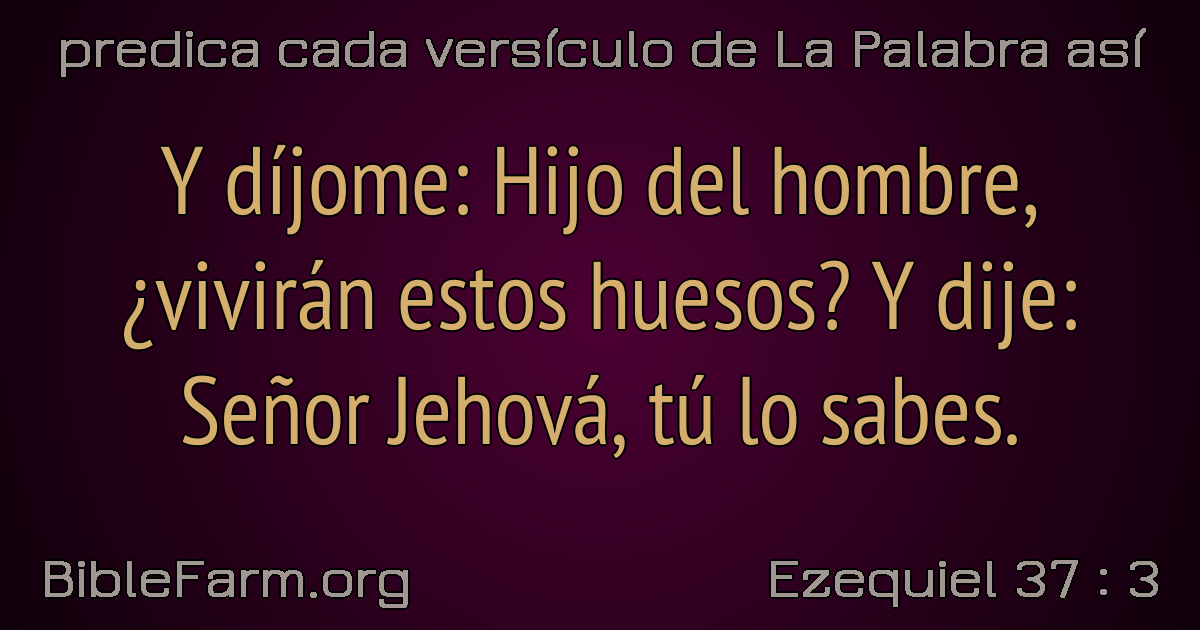 predica cada versículo de La Palabra así
Y díjome: Hijo del hombre,
¿vivirán estos huesos? Y dije:
Señor Jehová, tú lo sabes.
BibleFarm.org
Ezequiel 37 : 3